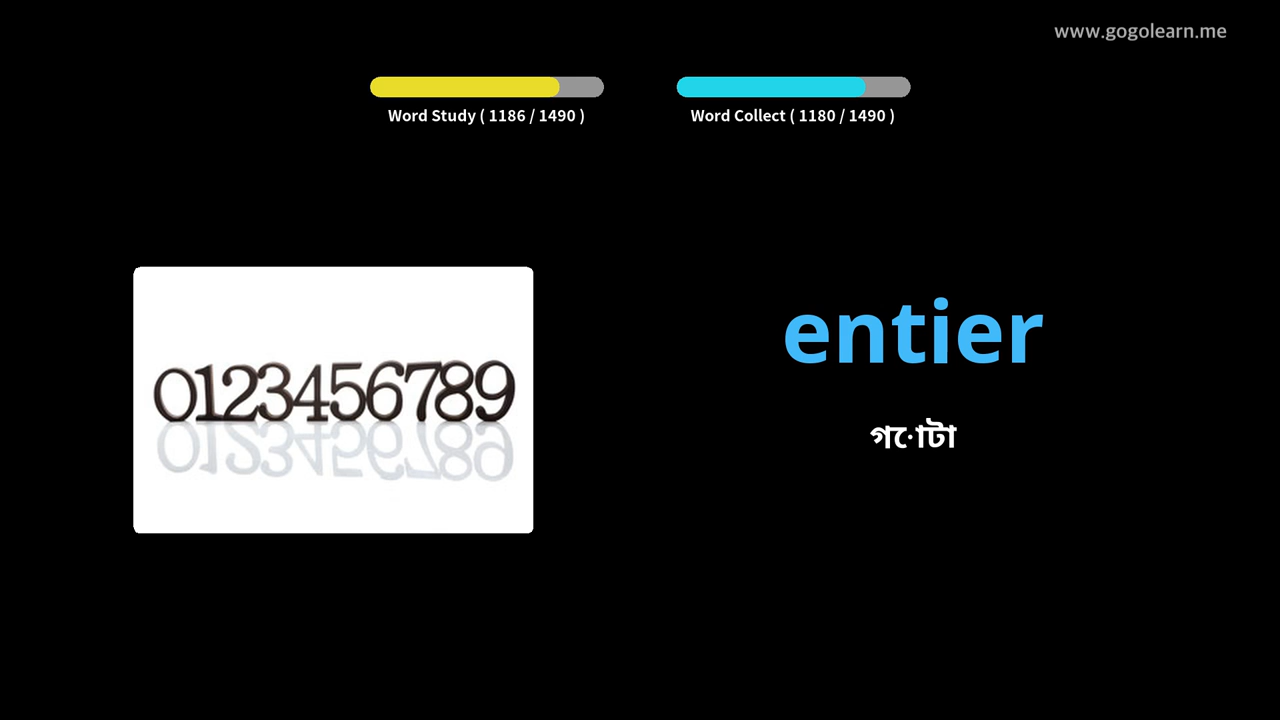 www.gogolearn.me
Word Study ( 1186 / 1490 )
Word Collect ( 1180 / 1490 )
0123456789
entier
গোটা